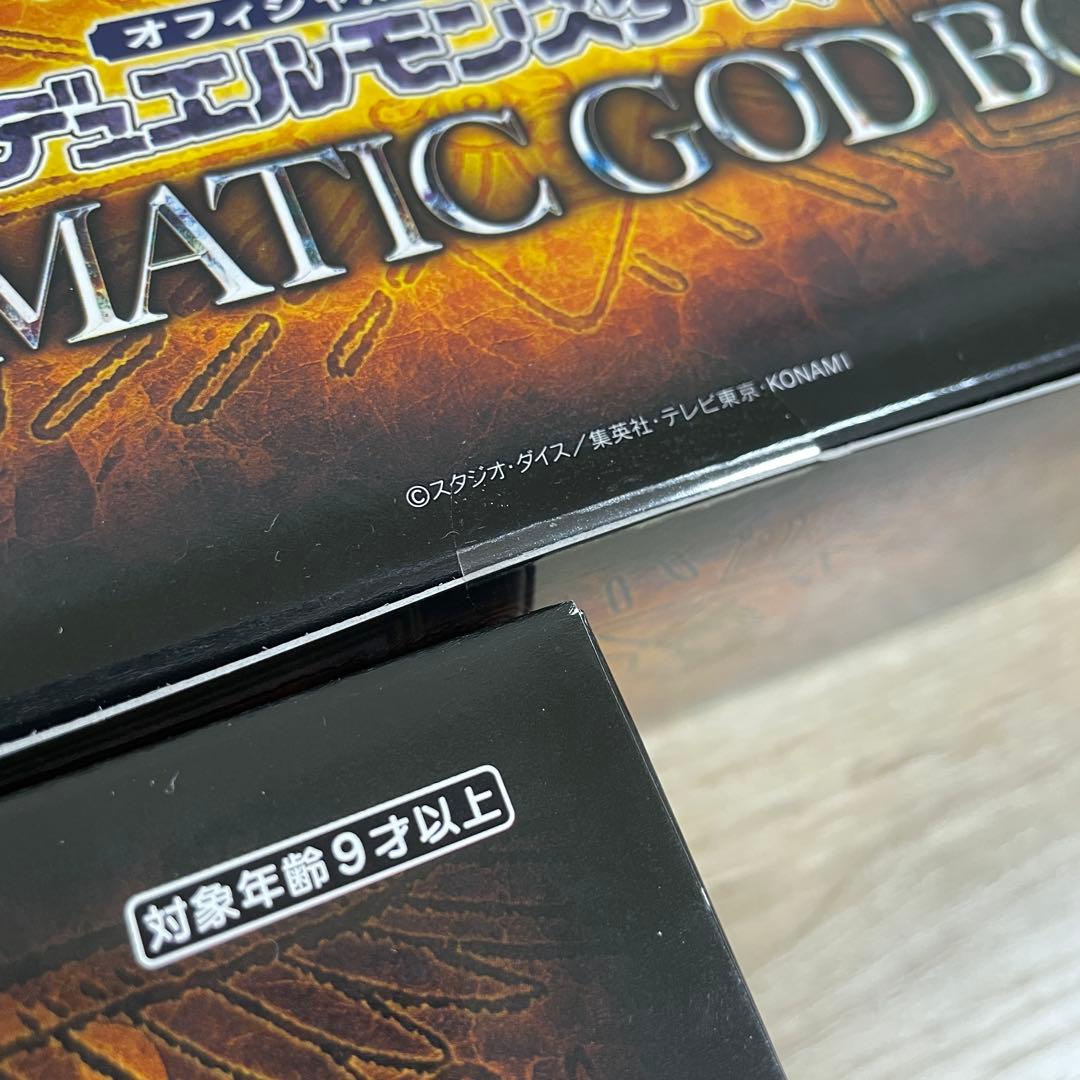 オフィシャル
デュエルモンスターズ
MATIC GOD BO
©スタジオ・ダイス/集英社・テレビ東京・KONAMI
対象年齢9才以上